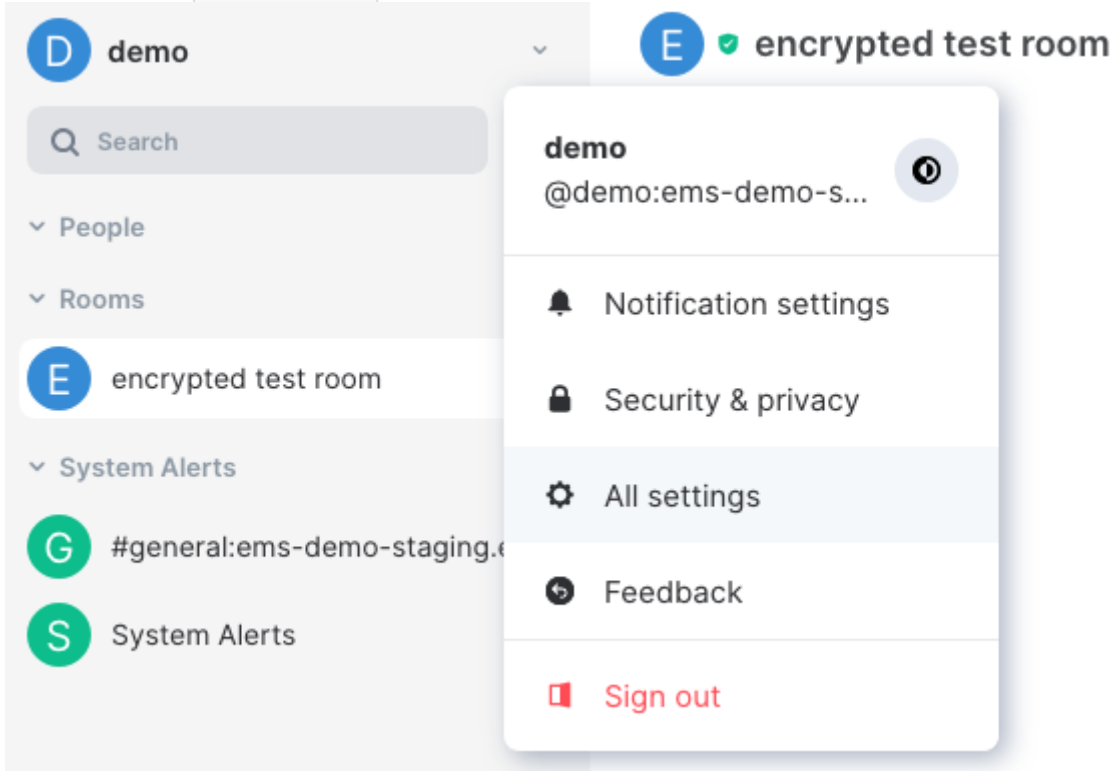 D demo
Search
People
Rooms
E encrypted test room
System Alerts
G #general:ems-demo-staging.
S System Alerts
E encrypted test room
demo
@demo:ems-demo-s...
Notification settings
Security & privacy
All settings
Feedback
Sign out